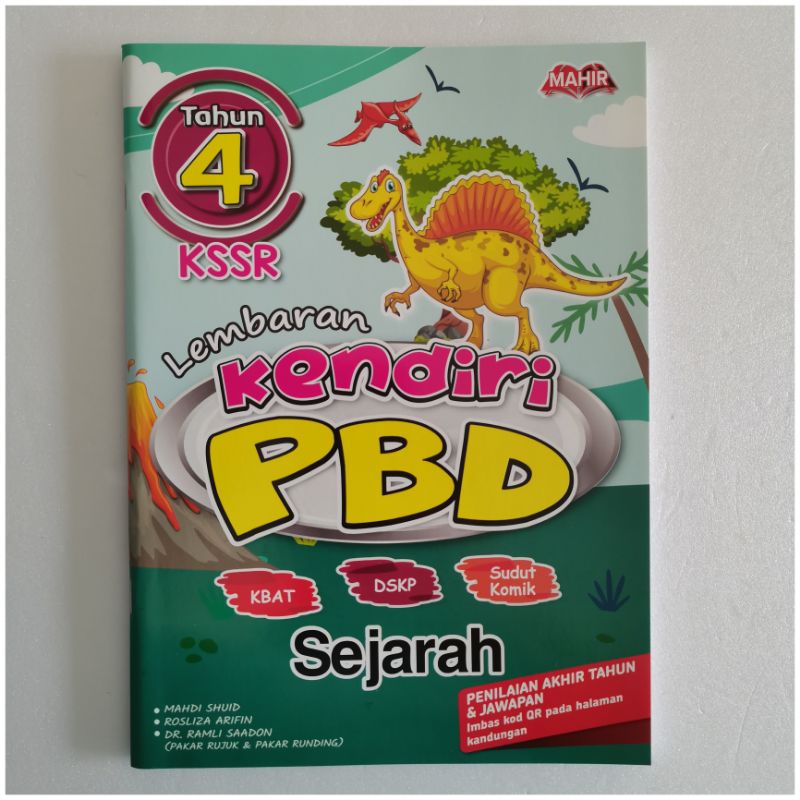 MAHIR
Tahun
4
KSSR
Lembaran
Kendiri
PBD
KBAT
DSKP
Sudut
Komik
Sejarah
PENILAIAN AKHIR TAHUN
& JAWAPAN
Imbas kod QR pada halaman
kandungan
• MAHDI SHUID
• ROSLIZA ARIFIN
• DR. RAMLI SAADON
(PAKAR RUJUK & PAKAR RUNDING)